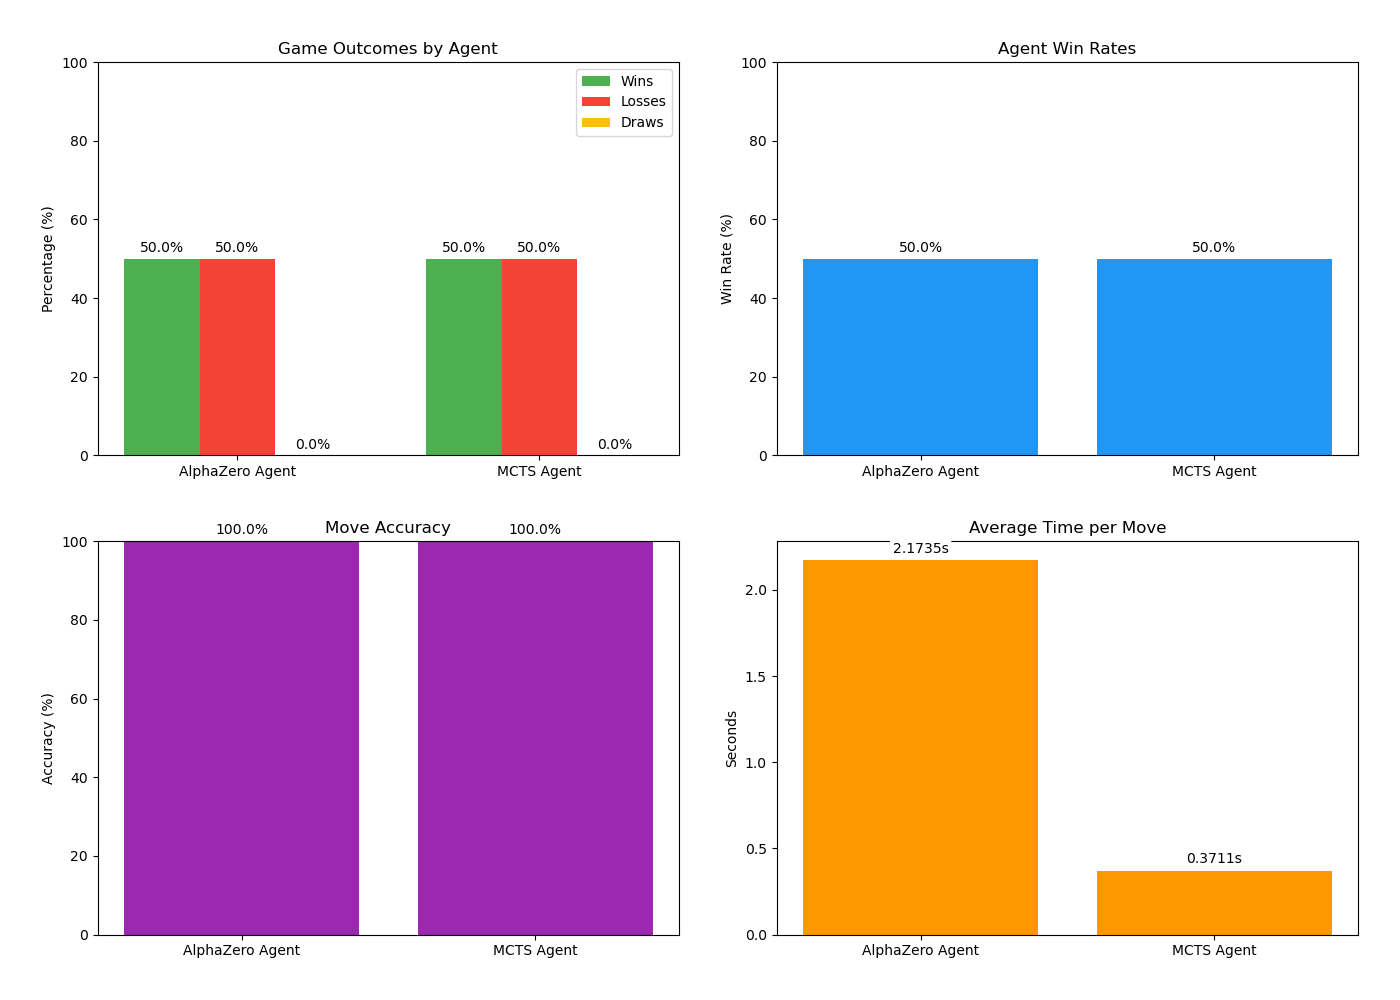 Game Outcomes by Agent
100
80
60
40
20
0
Percentage (%)
Wins
Losses
Draws
50.0%
50.0%
0.0%
50.0%
50.0%
0.0%
AlphaZero Agent
MCTS Agent
Agent Win Rates
100
80
60
40
20
0
Win Rate (%)
50.0%
50.0%
AlphaZero Agent
MCTS Agent
Move Accuracy
100
80
60
40
20
0
Accuracy (%)
100.0%
100.0%
AlphaZero Agent
MCTS Agent
Average Time per Move
2.0
1.5
1.0
0.5
0.0
Seconds
2.1735s
0.3711s
AlphaZero Agent
MCTS Agent